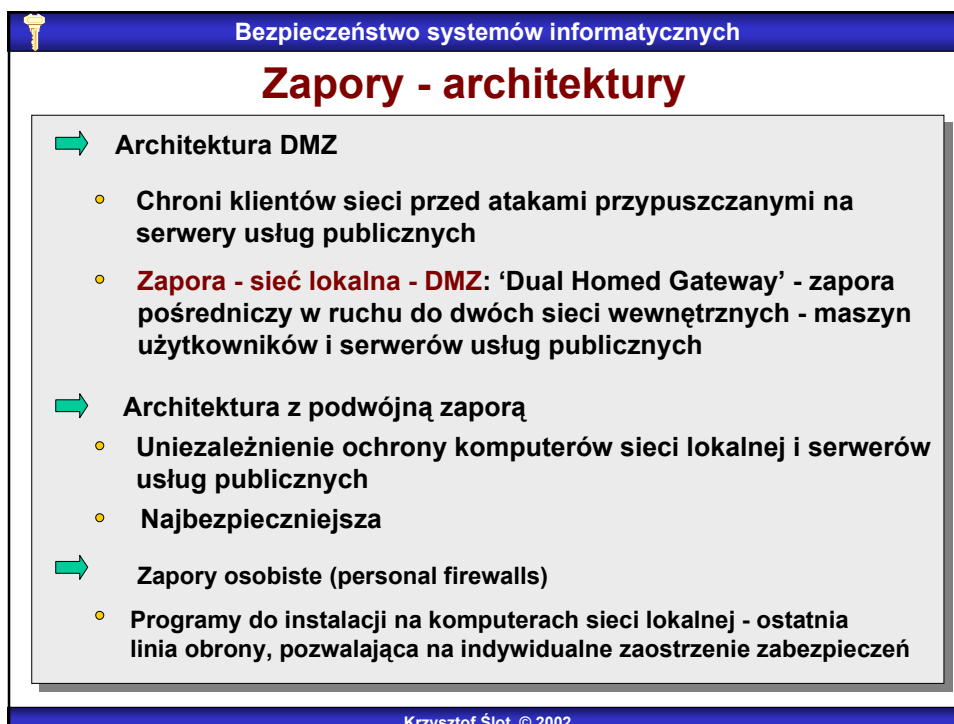 Bezpieczeństwo systemów informatycznych
Zapory - architektury
Architektura DMZ
Chroni klientów sieci przed atakami przypuszczanymi na
serwery usług publicznych
Zapora - sieć lokalna - DMZ: ‘Dual Homed Gateway’ - zapora
pośredniczy w ruchu do dwóch sieci wewnętrznych - maszyn
użytkowników i serwerów usług publicznych
Architektura z podwójną zaporą
Uniezależnienie ochrony komputerów sieci lokalnej i serwerów
usług publicznych
Najbezpieczniejsza
Zapory osobiste (personal firewalls)
Programy do instalacji na komputerach sieci lokalnej - ostatnia
linia obrony, pozwalająca na indywidualne zaostrzenie zabezpieczeń
Krzysztof Ślot © 2002